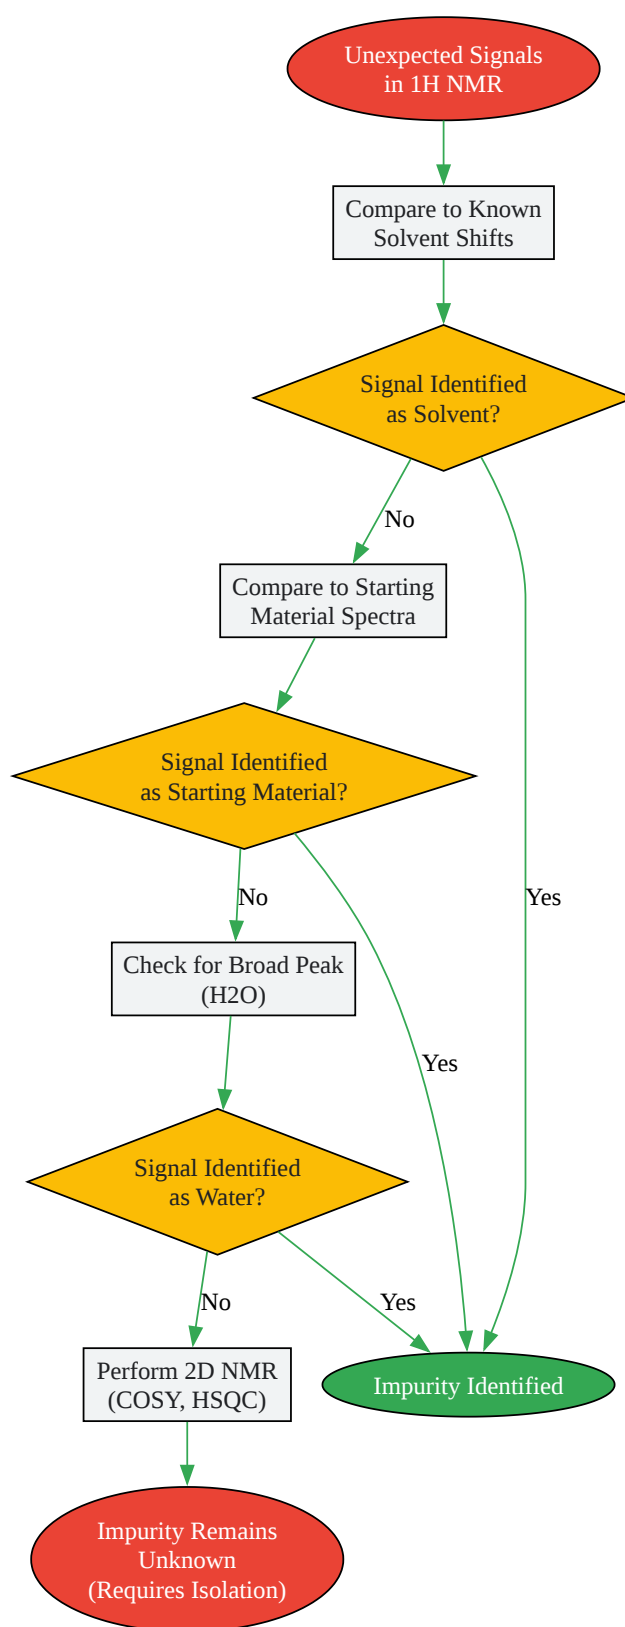 Unexpected Signals
in 1H NMR
Compare to Known
Solvent Shifts
Signal Identified
as Solvent?
No
Compare to Starting
Material Spectra
Signal Identified
as Starting Material?
No
Yes
Check for Broad Peak
(H2O)
Yes
Signal Identified
as Water?
No
Yes
Perform 2D NMR
(COSY, HSQC)
Impurity Identified
Impurity Remains
Unknown
(Requires Isolation)